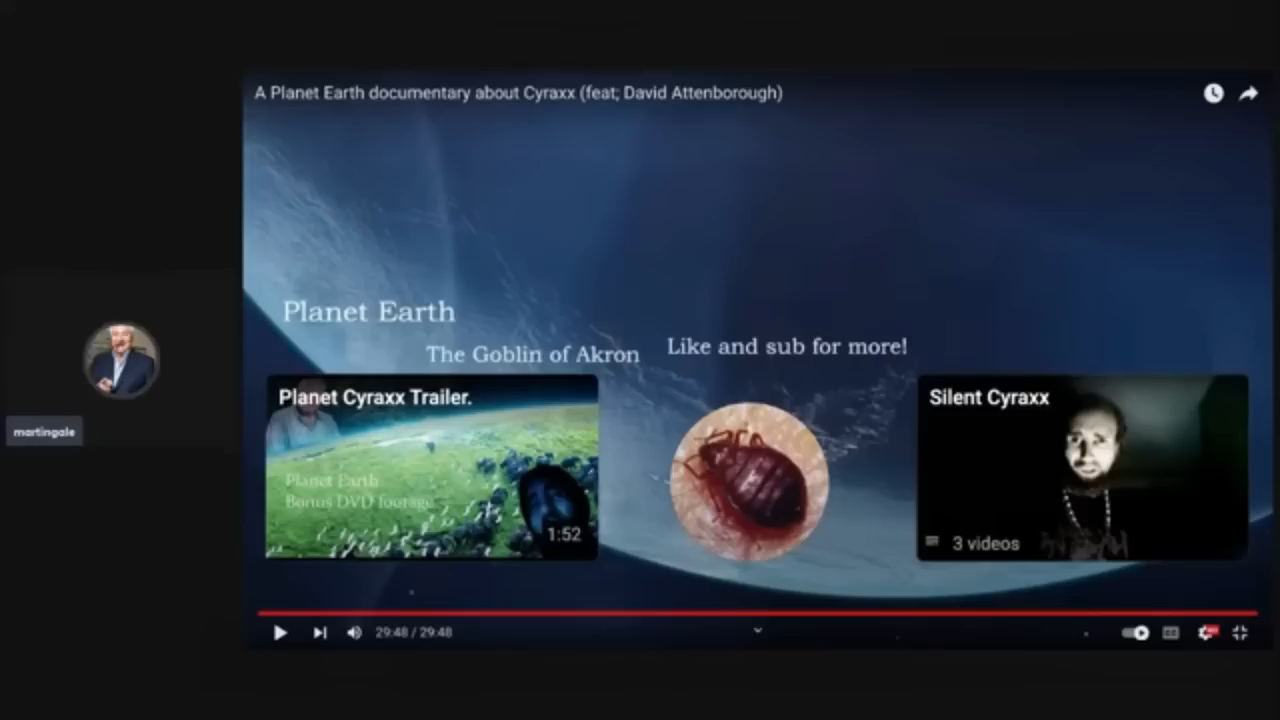 A Planet Earth documentary about Cyraxx (feat; David Attenborough)
Planet Earth
The Goblin of Akron
Like and sub for more!
Planet Cyraxx Trailer.
Planet Earth
Bonus DVD footage
1:52
Silent Cyraxx
3 videos
martingale
29:48 / 29:48